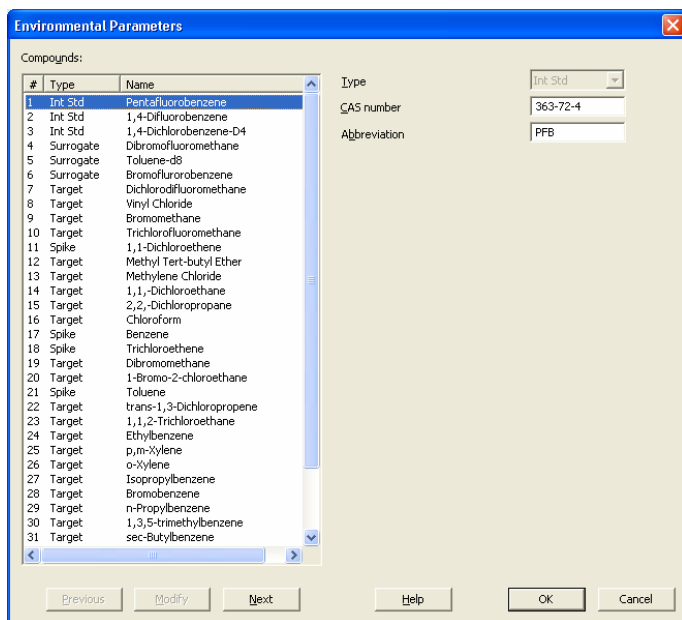 Environmental Parameters
Compounds:
# Type Name
1 Int Std Pentafluorobenzene
2 Int Std 1,4-Difluorobenzene
3 Int Std 1,4-Dichlorobenzene-D4
4 Surrogate Dibromofluoromethane
5 Surrogate Toluene-d8
6 Surrogate Bromoflurorobenzene
7 Target Dichlorodifluoromethane
8 Target Vinyl Chloride
9 Target Bromomethane
10 Target Trichlorofluoromethane
11 Spike 1,1-Dichloroethene
12 Target Methyl Tert-butyl Ether
13 Target Methylene Chloride
14 Target 1,1,-Dichloroethane
15 Target 2,2,-Dichloropropane
16 Target Chloroform
17 Spike Benzene
18 Spike Trichloroethene
19 Target Dibromomethane
20 Target 1-Bromo-2-chloroethane
21 Spike Toluene
22 Target trans-1,3-Dichloropropene
23 Target 1,1,2-Trichloroethane
24 Target Ethylbenzene
25 Target p,m-Xylene
26 Target o-Xylene
27 Target Isopropylbenzene
28 Target Bromobenzene
29 Target n-Propylbenzene
30 Target 1,3,5-trimethylbenzene
31 Target sec-Butylbenzene
Type Int Std
CAS number 363-72-4
Abbreviation PFB
Previous Modify Next Help OK Cancel